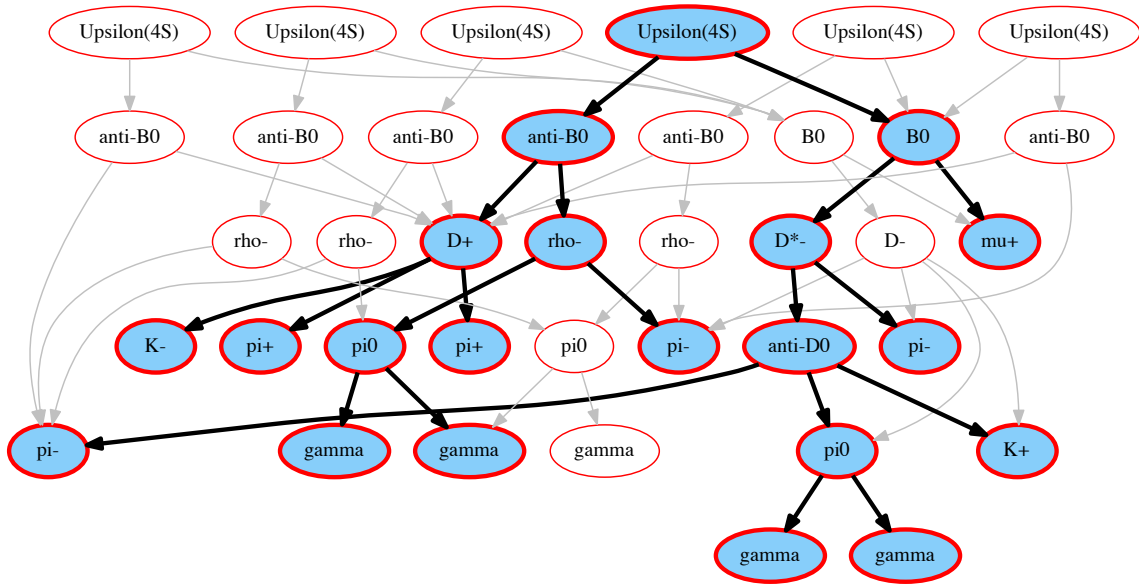 Upsilon(4S) Upsilon(4S) Upsilon(4S) Upsilon(4S) Upsilon(4S) Upsilon(4S)
anti-B0 anti-B0 anti-B0 anti-B0 anti-B0 B0 B0 anti-B0
rho- rho- D+ rho- rho- D*- D- mu+
K- pi+ pi0 pi+ pi0 pi- anti-D0 pi-
pi- gamma gamma gamma pi0 K+
gamma gamma